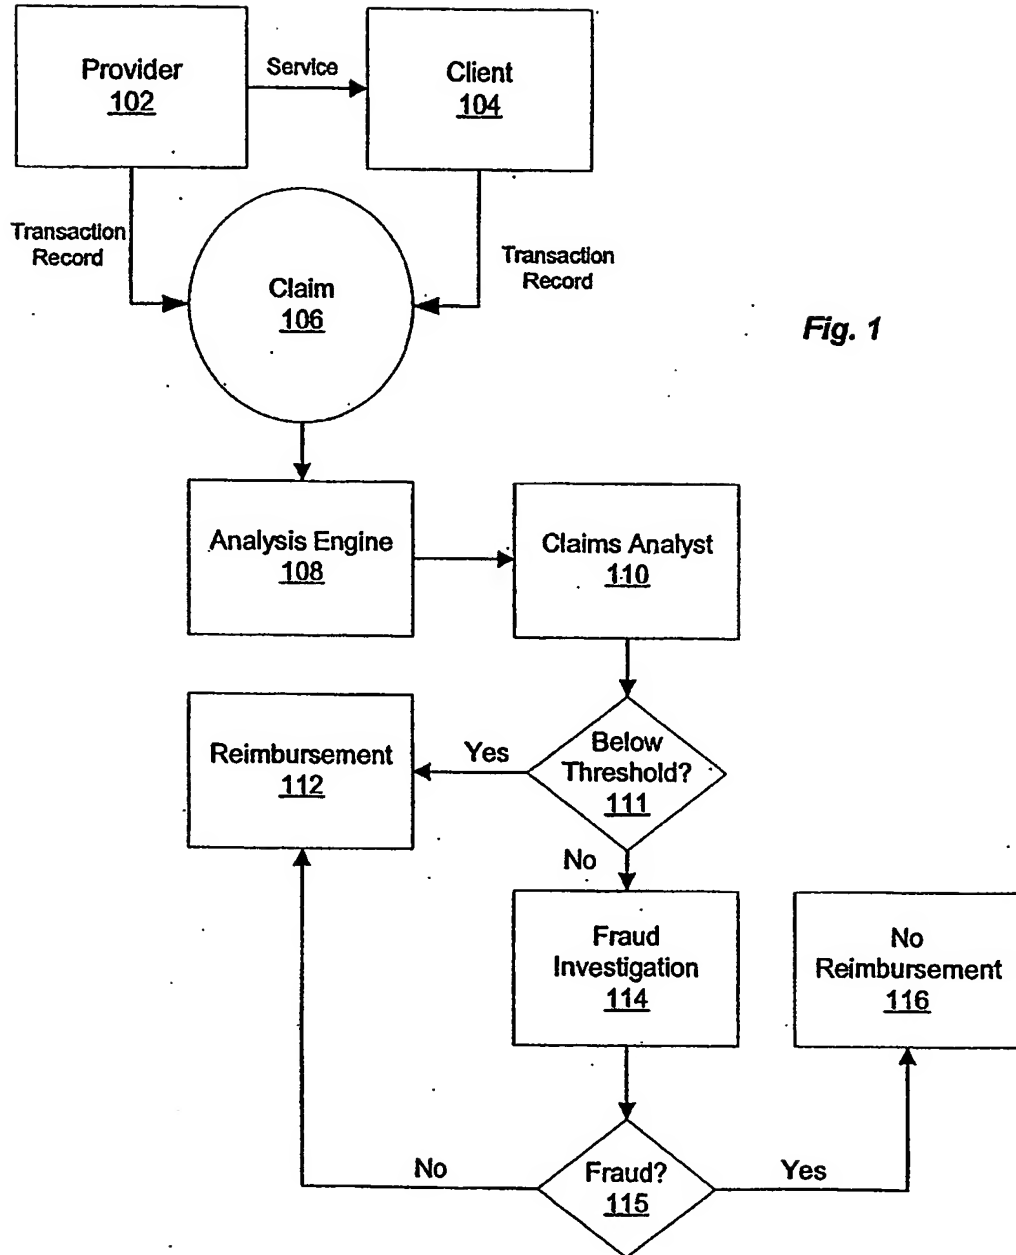 Provider
102
Service
Client
104
Transaction
Record
Transaction
Record
Claim
106
Fig. 1
Analysis Engine
108
Claims Analyst
110
Reimbursement
112
Yes
Below
Threshold?
111
No
Fraud
Investigation
114
No
Reimbursement
116
No
Fraud?
115
Yes